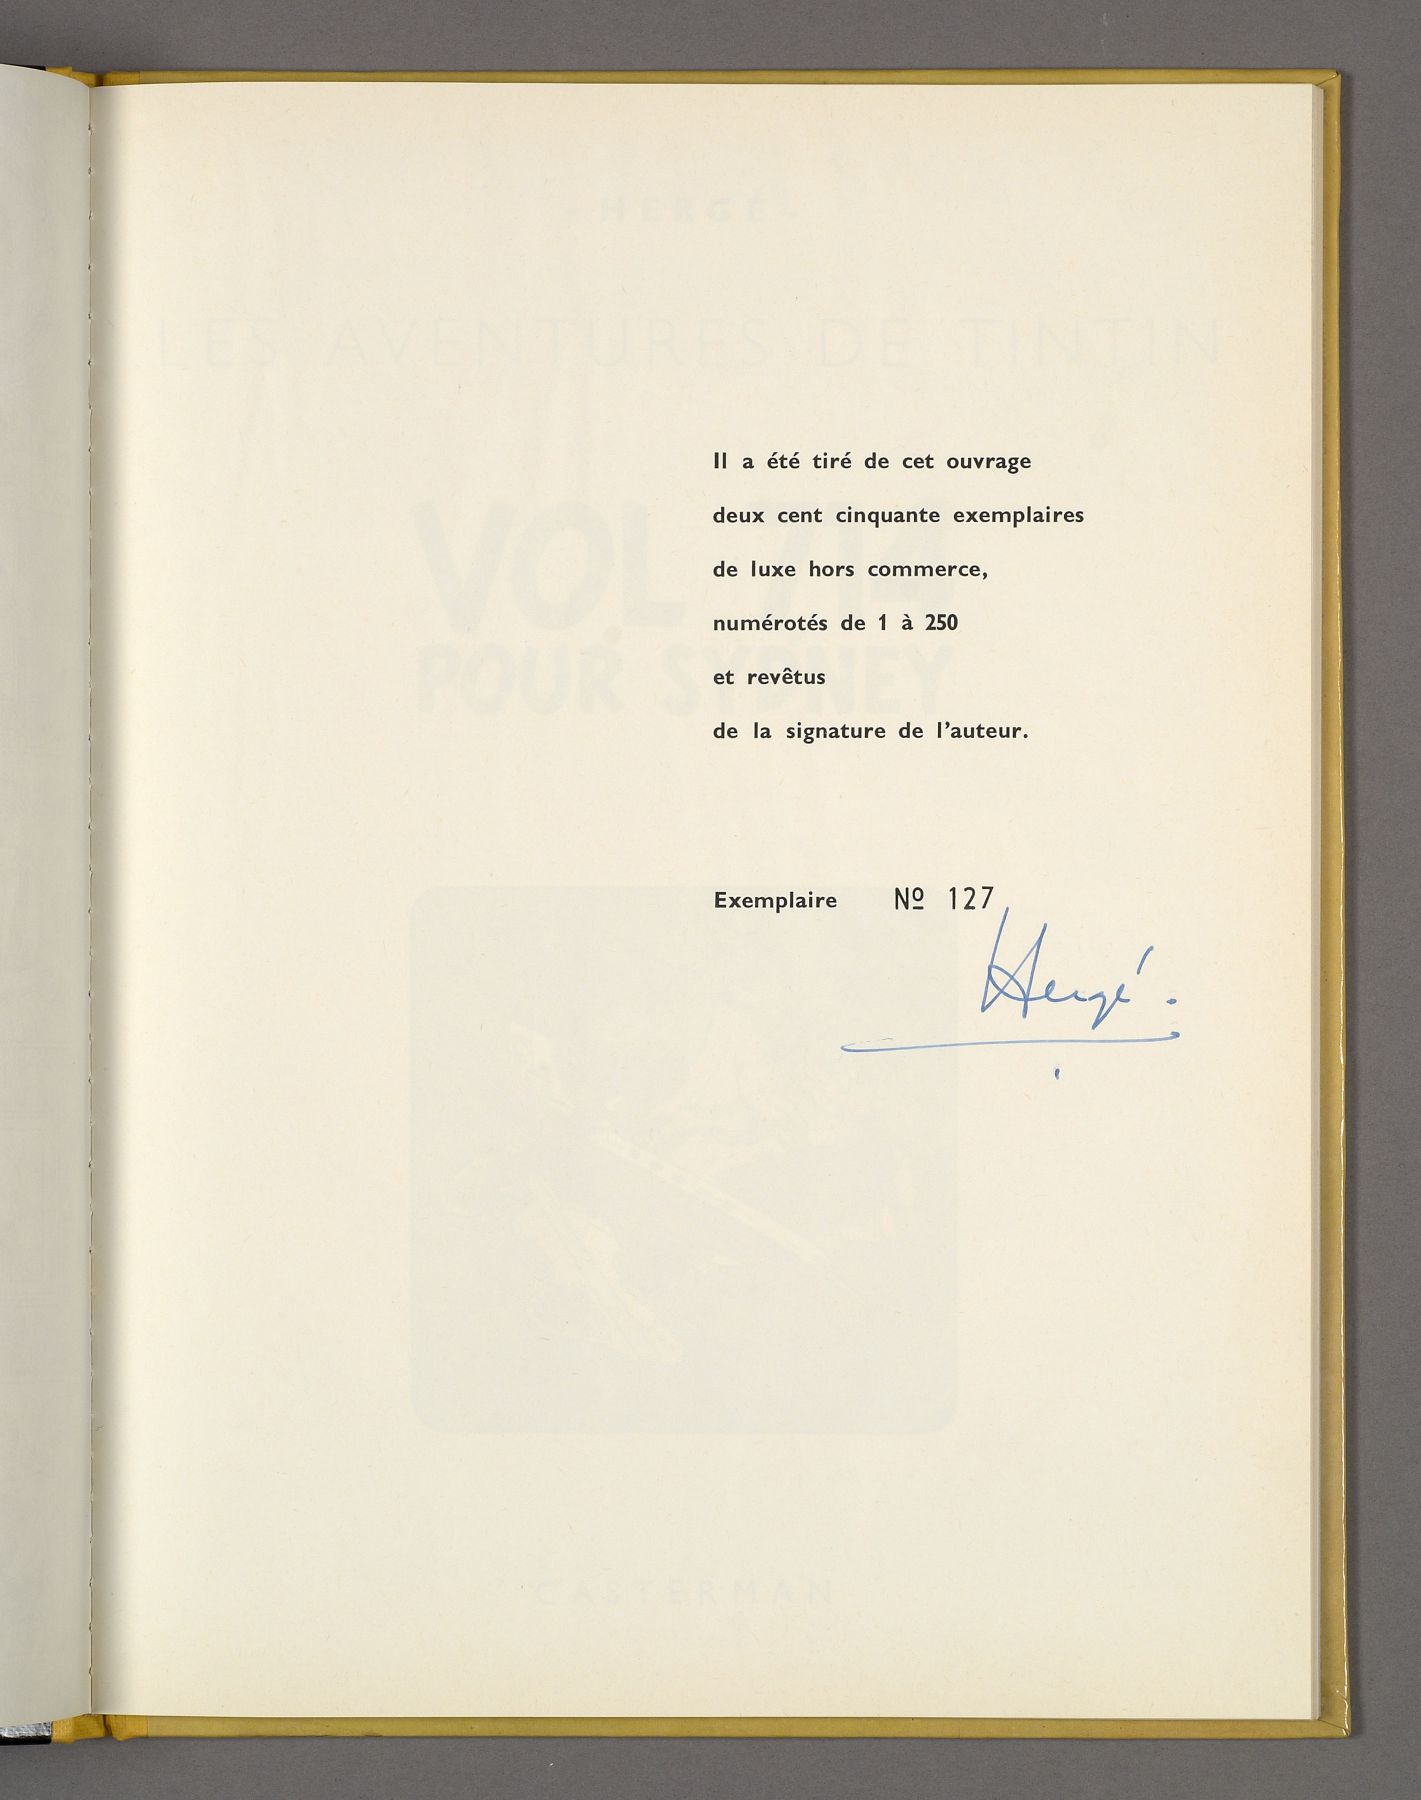 HERGÉ
LES AVENTURES DE TINTIN
Il a été tiré de cet ouvrage
VOL 714
deux cent cinquante exemplaires
de luxe hors commerce,
numérotés de 1 à 250
POUR SYDNEY
et revêtus
de la signature de l'auteur.
Exemplaire Nº 127
Hergé.
CASTERMAN